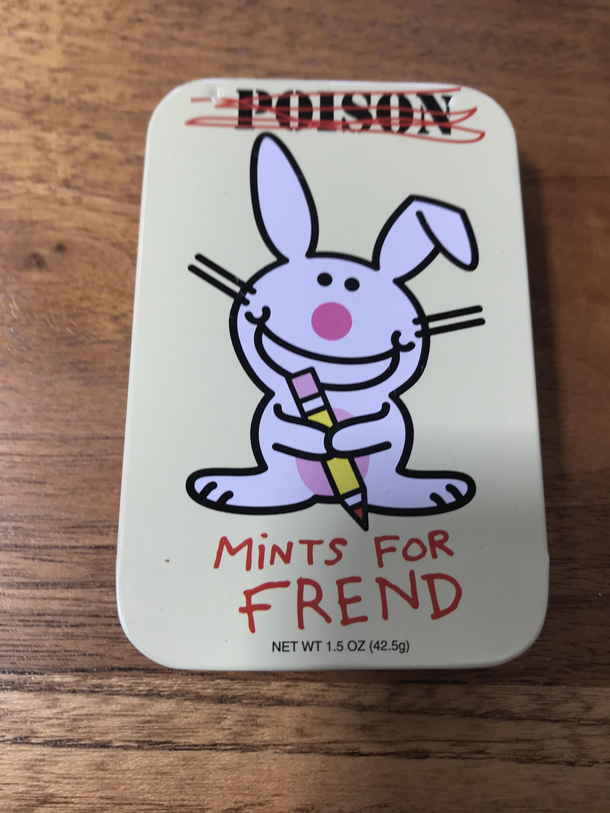 POISON
MiNTS FOR
FREND
NET WT 1.5 OZ (42.5g)